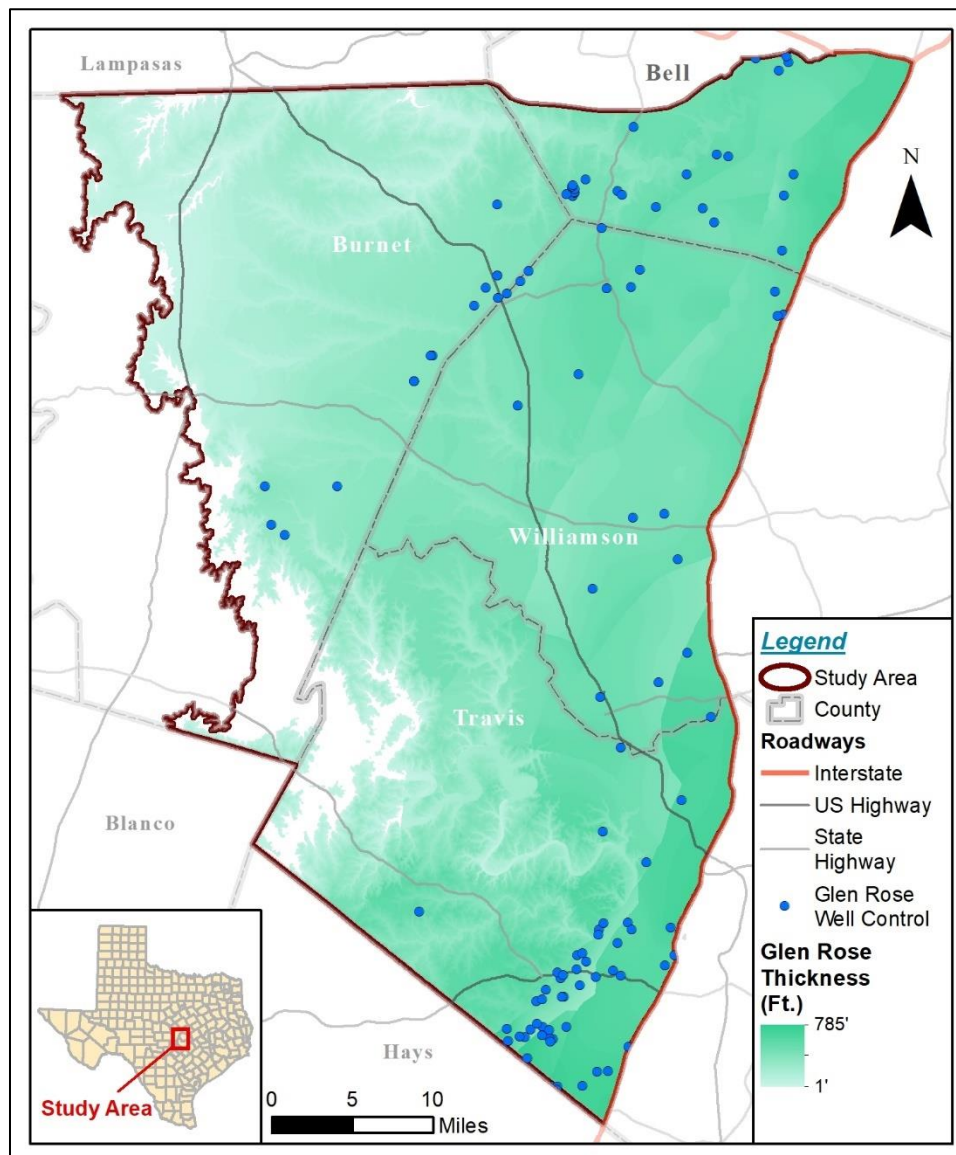 Lampasas
Bell
N
Burnet
Williamson
Travis
Blanco
Hays
Legend
Study Area
County
Roadways
Interstate
US Highway
State
Highway
Glen Rose
Well Control
Glen Rose
Thickness
(Ft.)
785'
1'
Study Area
0 5 10
Miles